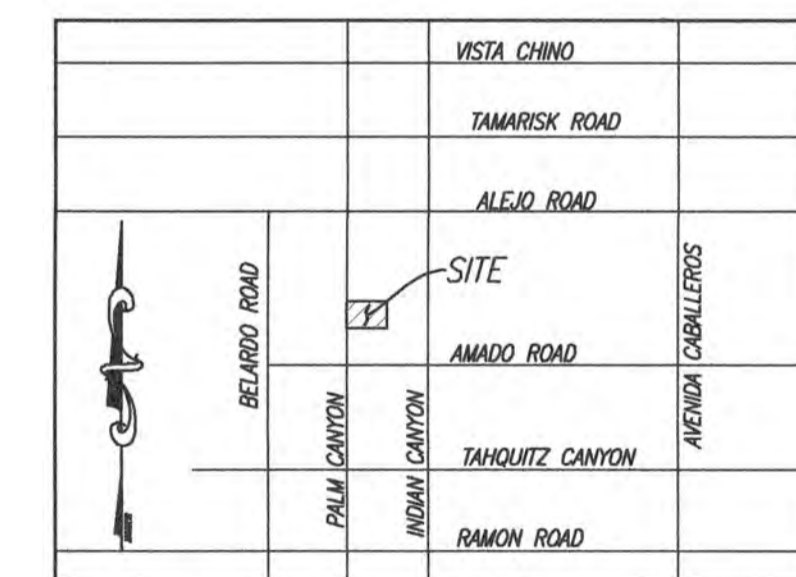 VISTA CHINO
TAMARISK ROAD
ALEJO ROAD
SITE
BELARDO ROAD
AVENIDA CABALLEROS
AMADO ROAD
PALM CANYON
INDIAN CANYON
TAHQUITZ CANYON
RAMON ROAD